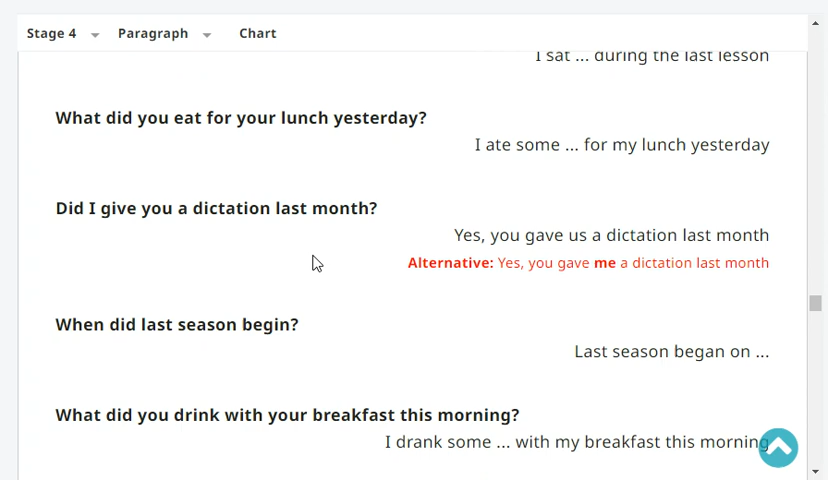 Stage 4 Paragraph Chart
I sat ... during the last lesson
What did you eat for your lunch yesterday?
I ate some ... for my lunch yesterday
Did I give you a dictation last month?
Yes, you gave us a dictation last month
Alternative: Yes, you gave me a dictation last month
When did last season begin?
Last season began on ...
What did you drink with your breakfast this morning?
I drank some ... with my breakfast this morning